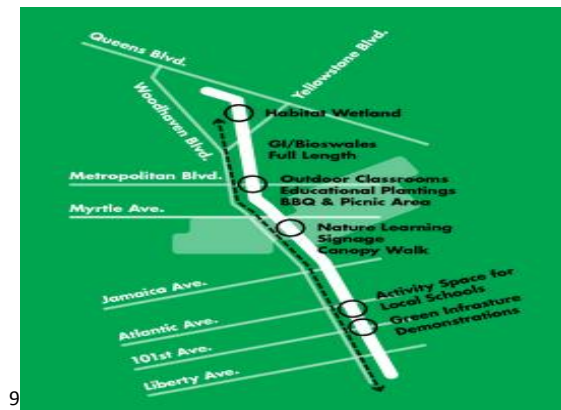 Queens Blvd.
Yellowstone Blvd.
Woodhaven Blvd.
Habitat Wetland
GI/Bioswales
Full Length
Metropolitan Blvd.
Outdoor Classrooms
Educational Plantings
BBQ & Picnic Area
Myrtle Ave.
Nature Learning
Signage
Canopy Walk
Jamaica Ave.
Activity Space for
Local Schools
Atlantic Ave.
Green Infrasture
Demonstrations
101st Ave.
Liberty Ave.
9